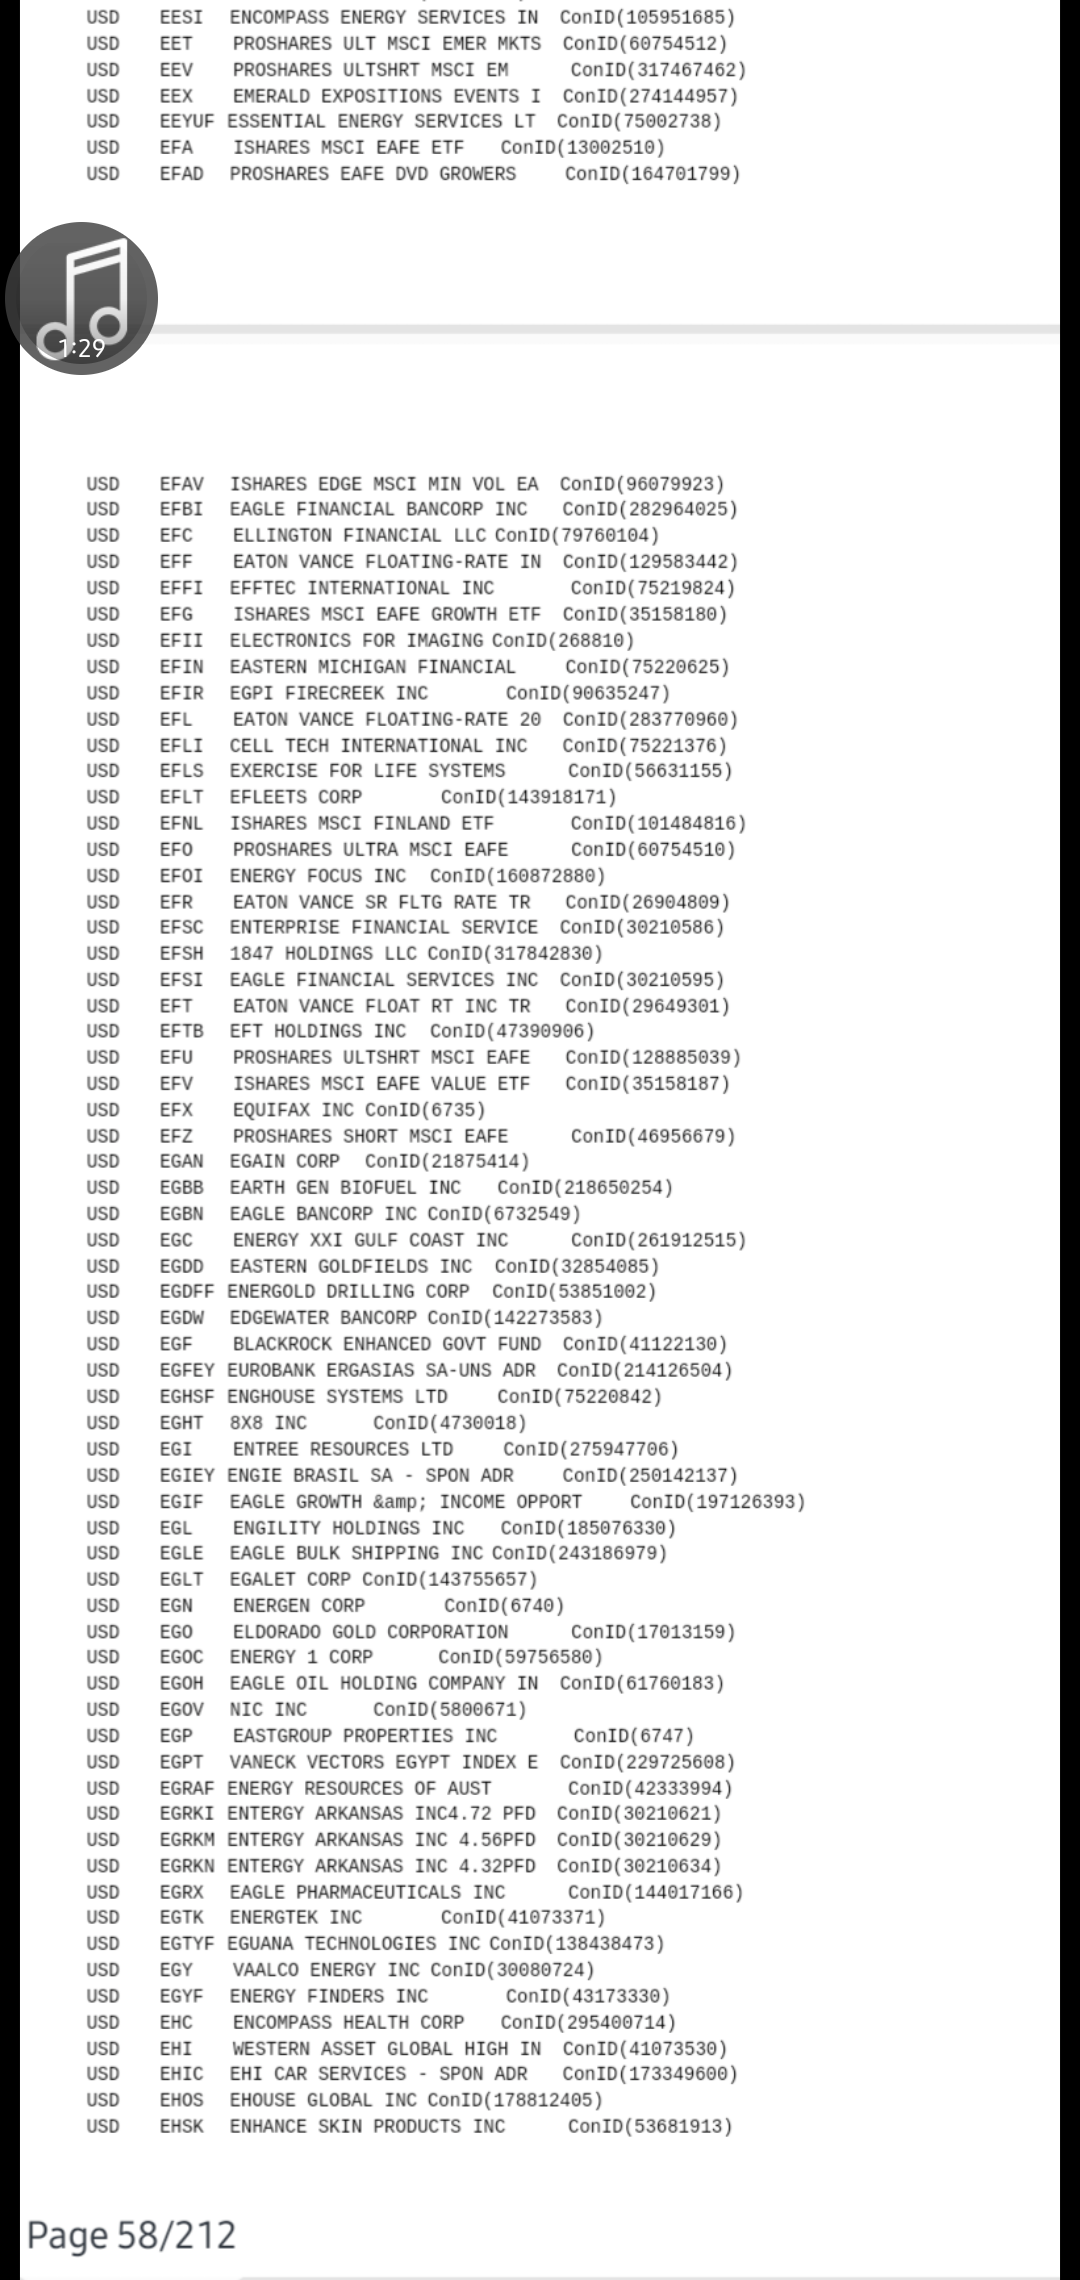 USD EESI ENCOMPASS ENERGY SERVICES IN ConID(105951685)
USD EET PROSHARES ULT MSCI EMER MKTS ConID(60754512)
USD EEV PROSHARES ULTSHRT MSCI EM ConID(317467462)
USD EEX EMERALD EXPOSITIONS EVENTS I ConID(274144957)
USD EEYUF ESSENTIAL ENERGY SERVICES LT ConID(75002738)
USD EFA ISHARES MSCI EAFE ETF ConID(13002510)
USD EFAD PROSHARES EAFE DVD GROWERS ConID(164701799)
1:29
USD EFAV ISHARES EDGE MSCI MIN VOL EA ConID(96079923)
USD EFBI EAGLE FINANCIAL BANCORP INC ConID(282964025)
USD EFC ELLINGTON FINANCIAL LLC ConID(79760104)
USD EFF EATON VANCE FLOATING-RATE IN ConID(129583442)
USD EFFI EFFTEC INTERNATIONAL INC ConID(75219824)
USD EFG ISHARES MSCI EAFE GROWTH ETF ConID(35158180)
USD EFII ELECTRONICS FOR IMAGING ConID(268810)
USD EFIN EASTERN MICHIGAN FINANCIAL ConID(75220625)
USD EFIR EGPI FIRECREEK INC ConID(90635247)
USD EFL EATON VANCE FLOATING-RATE 20 ConID(283770960)
USD EFLI CELL TECH INTERNATIONAL INC ConID(75221376)
USD EFLS EXERCISE FOR LIFE SYSTEMS ConID(56631155)
USD EFLT EFLEETS CORP ConID(143918171)
USD EFNL ISHARES MSCI FINLAND ETF ConID(101484816)
USD EFO PROSHARES ULTRA MSCI EAFE ConID(60754510)
USD EFOI ENERGY FOCUS INC ConID(160872880)
USD EFR EATON VANCE SR FLTG RATE TR ConID(26904809)
USD EFSC ENTERPRISE FINANCIAL SERVICE ConID(30210586)
USD EFSH 1847 HOLDINGS LLC ConID(317842830)
USD EFSI EAGLE FINANCIAL SERVICES INC ConID(30210595)
USD EFT EATON VANCE FLOAT RT INC TR ConID(29649301)
USD EFTB EFT HOLDINGS INC ConID(47390906)
USD EFU PROSHARES ULTSHRT MSCI EAFE ConID(128885039)
USD EFV ISHARES MSCI EAFE VALUE ETF ConID(35158187)
USD EFX EQUIFAX INC ConID(6735)
USD EFZ PROSHARES SHORT MSCI EAFE ConID(46956679)
USD EGAN EGAIN CORP ConID(21875414)
USD EGBB EARTH GEN BIOFUEL INC ConID(218650254)
USD EGBN EAGLE BANCORP INC ConID(6732549)
USD EGC ENERGY XXI GULF COAST INC ConID(261912515)
USD EGDD EASTERN GOLDFIELDS INC ConID(32854085)
USD EGDFF ENERGOLD DRILLING CORP ConID(53851002)
USD EGDW EDGEWATER BANCORP ConID(142273583)
USD EGF BLACKROCK ENHANCED GOVT FUND ConID(41122130)
USD EGFEY EUROBANK ERGASIAS SA-UNS ADR ConID(214126504)
USD EGHSF ENGHOUSE SYSTEMS LTD ConID(75220842)
USD EGHT 8X8 INC ConID(4730018)
USD EGI ENTREE RESOURCES LTD ConID(275947706)
USD EGIEY ENGIE BRASIL SA - SPON ADR ConID(250142137)
USD EGIF EAGLE GROWTH &amp; INCOME OPPORT ConID(197126393)
USD EGL ENGILITY HOLDINGS INC ConID(185076330)
USD EGLE EAGLE BULK SHIPPING INC ConID(243186979)
USD EGLT EGALET CORP ConID(143755657)
USD EGN ENERGEN CORP ConID(6740)
USD EGO ELDORADO GOLD CORPORATION ConID(17013159)
USD EGOC ENERGY 1 CORP ConID(59756580)
USD EGOH EAGLE OIL HOLDING COMPANY IN ConID(61760183)
USD EGOV NIC INC ConID(5800671)
USD EGP EASTGROUP PROPERTIES INC ConID(6747)
USD EGPT VANECK VECTORS EGYPT INDEX E ConID(229725608)
USD EGRAF ENERGY RESOURCES OF AUST ConID(42333994)
USD EGRKI ENTERGY ARKANSAS INC4.72 PFD ConID(30210621)
USD EGRKM ENTERGY ARKANSAS INC 4.56PFD ConID(30210629)
USD EGRKN ENTERGY ARKANSAS INC 4.32PFD ConID(30210634)
USD EGRX EAGLE PHARMACEUTICALS INC ConID(144017166)
USD EGTK ENERGTEK INC ConID(41073371)
USD EGTYF EGUANA TECHNOLOGIES INC ConID(138438473)
USD EGY VAALCO ENERGY INC ConID(30080724)
USD EGYF ENERGY FINDERS INC ConID(43173330)
USD EHC ENCOMPASS HEALTH CORP ConID(295400714)
USD EHI WESTERN ASSET GLOBAL HIGH IN ConID(41073530)
USD EHIC EHI CAR SERVICES - SPON ADR ConID(173349600)
USD EHOS EHOUSE GLOBAL INC ConID(178812405)
USD EHSK ENHANCE SKIN PRODUCTS INC ConID(53681913)
Page 58/212